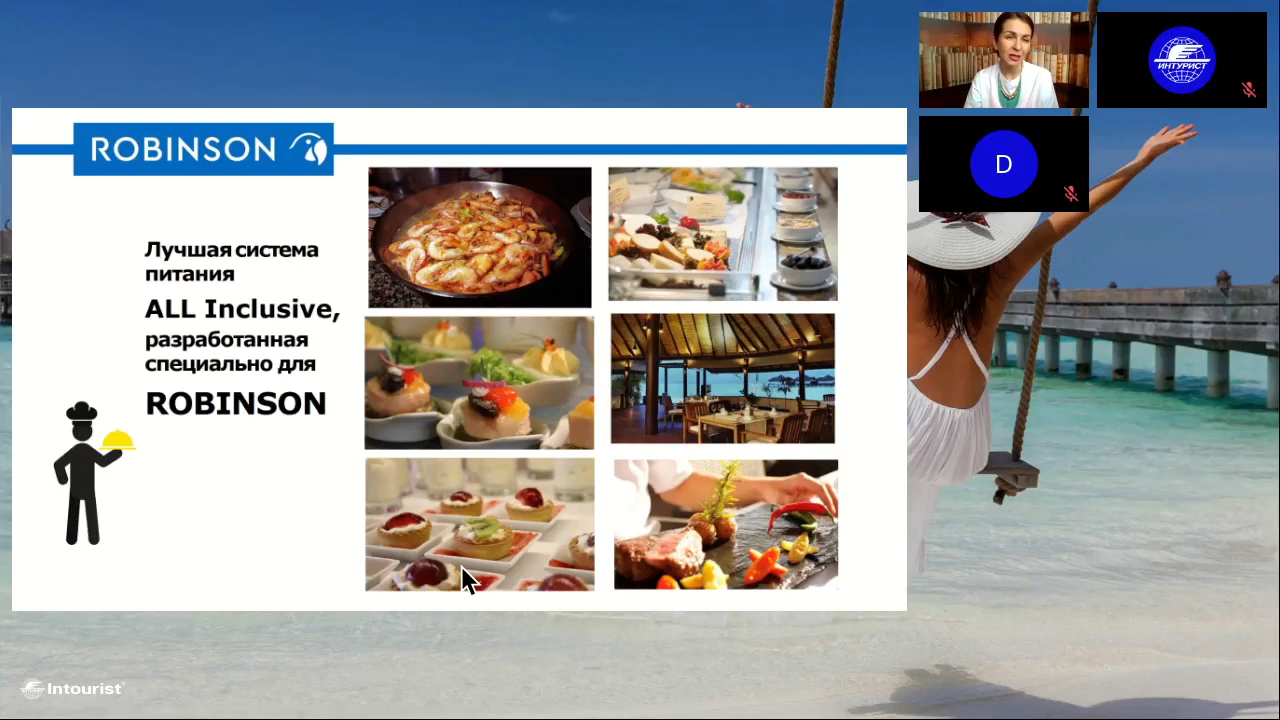 ROBINSON
Лучшая система
питания
ALL Inclusive,
разработанная
специально для
ROBINSON
ИНТУРИСТ
D
Intourist